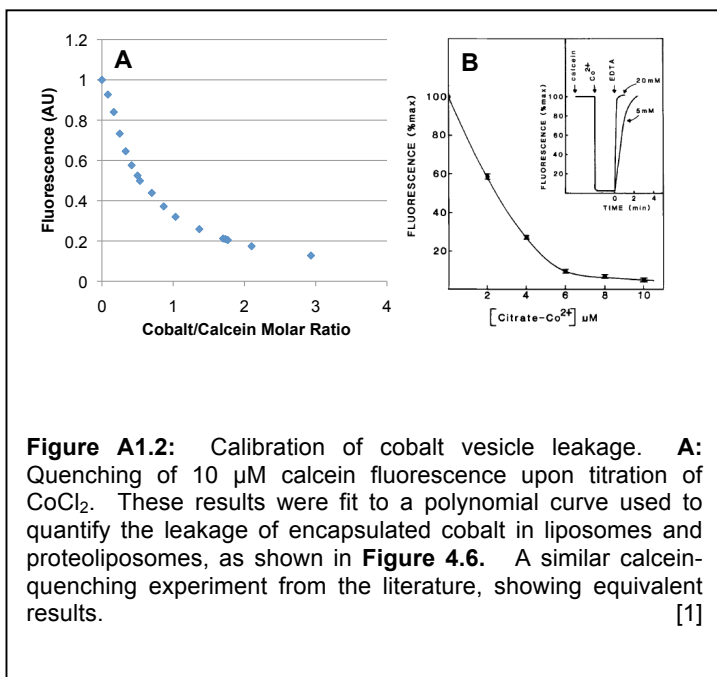 A
Fluorescence (AU)
1.2
1
0.8
0.6
0.4
0.2
0
0 1 2 3 4
Cobalt/Calcein Molar Ratio
B
FLUORESCENCE (%max)
100
80
60
40
20
2 4 6 8 10
[Citrate-Co2+] µM
calcein
Co2+
EDTA
20mM
5mM
FLUORESCENCE (%max)
100
80
60
40
20
0 2 4
TIME (min)
Figure A1.2: Calibration of cobalt vesicle leakage. A:
Quenching of 10 µM calcein fluorescence upon titration of
CoCl2. These results were fit to a polynomial curve used to
quantify the leakage of encapsulated cobalt in liposomes and
proteoliposomes, as shown in Figure 4.6. A similar calcein-
quenching experiment from the literature, showing equivalent
results. [1]